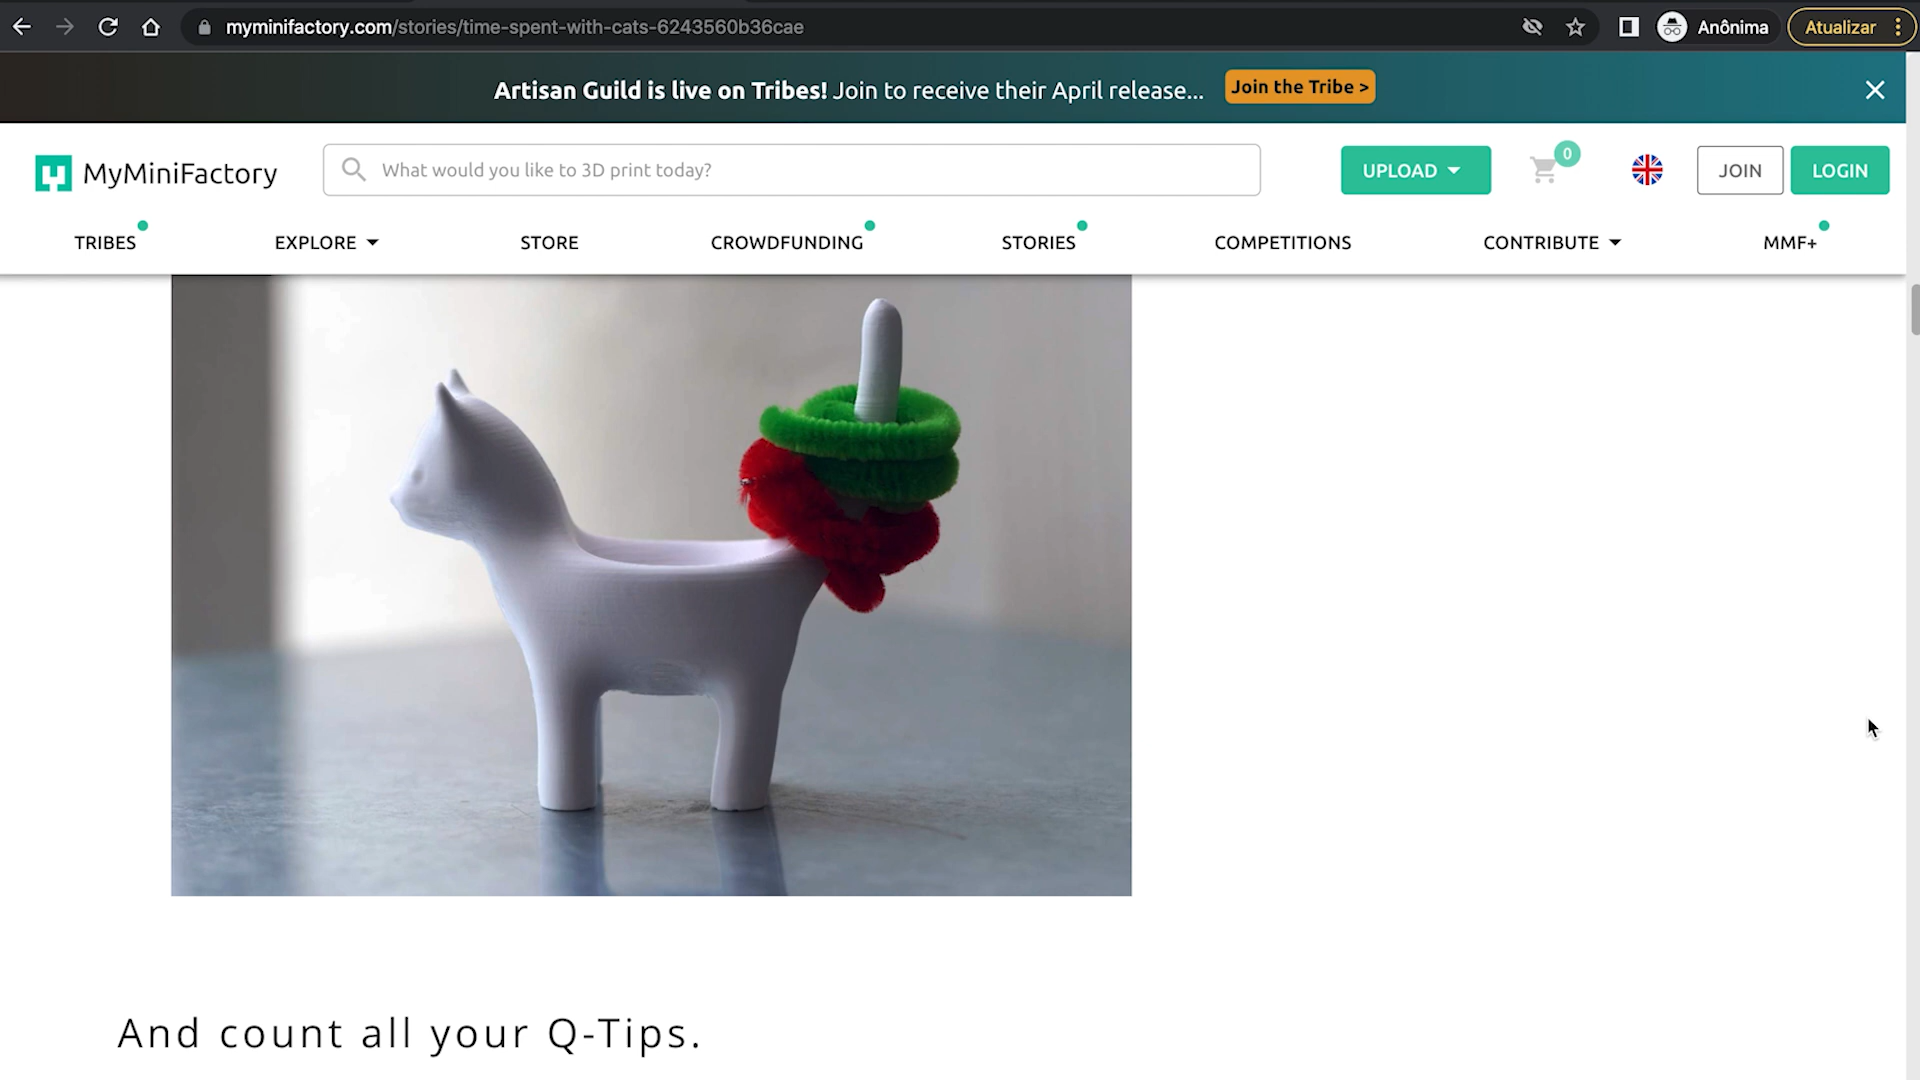 myminifactory.com/stories/time-spent-with-cats-6243560b36cae
Anônima
Atualizar
Artisan Guild is live on Tribes! Join to receive their April release...
Join the Tribe >
MyMiniFactory
What would you like to 3D print today?
UPLOAD
0
JOIN
LOGIN
TRIBES
EXPLORE
STORE
CROWDFUNDING
STORIES
COMPETITIONS
CONTRIBUTE
MMF+
And count all your Q-Tips.